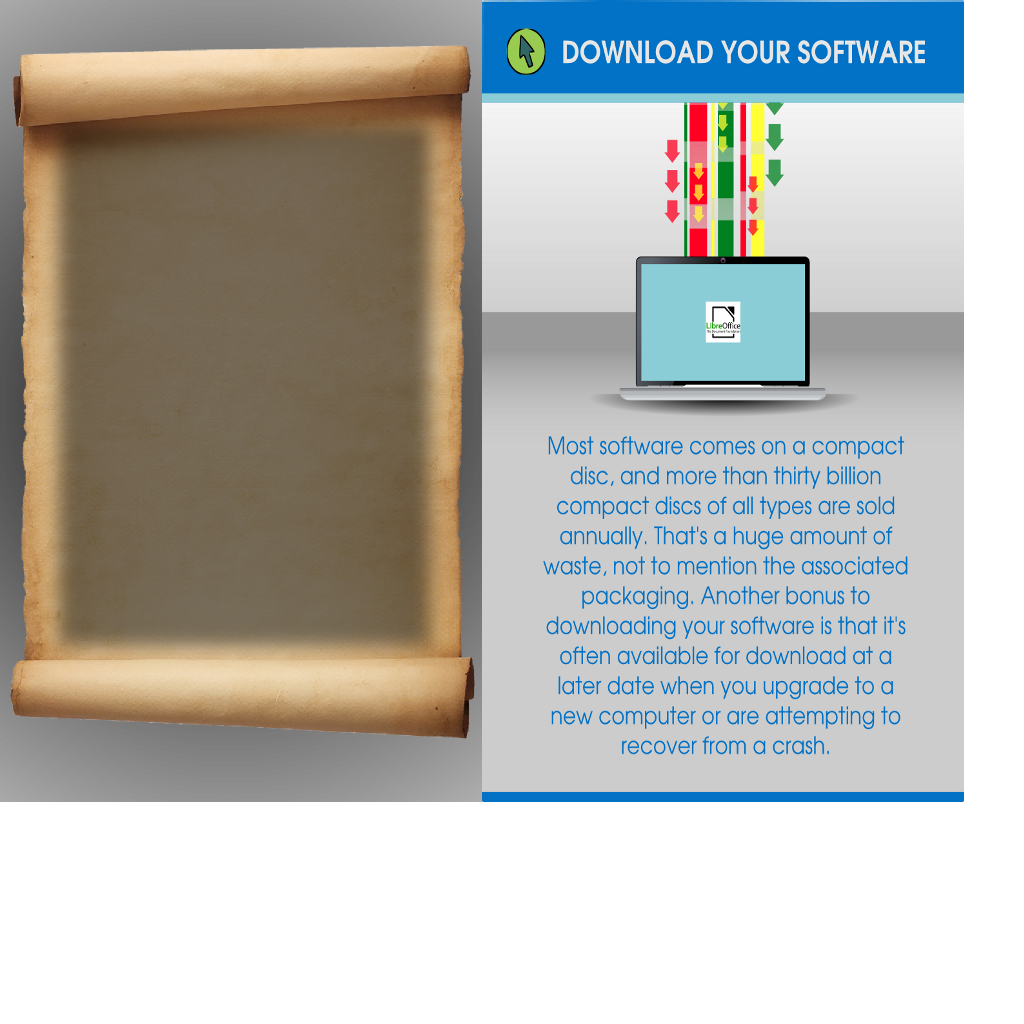 DOWNLOAD YOUR SOFTWARE
LibreOffice
The Document Foundation
Most software comes on a compact
disc, and more than thirty billion
compact discs of all types are sold
annually. That's a huge amount of
waste, not to mention the associated
packaging. Another bonus to
downloading your software is that it's
often available for download at a
later date when you upgrade to a
new computer or are attempting to
recover from a crash.